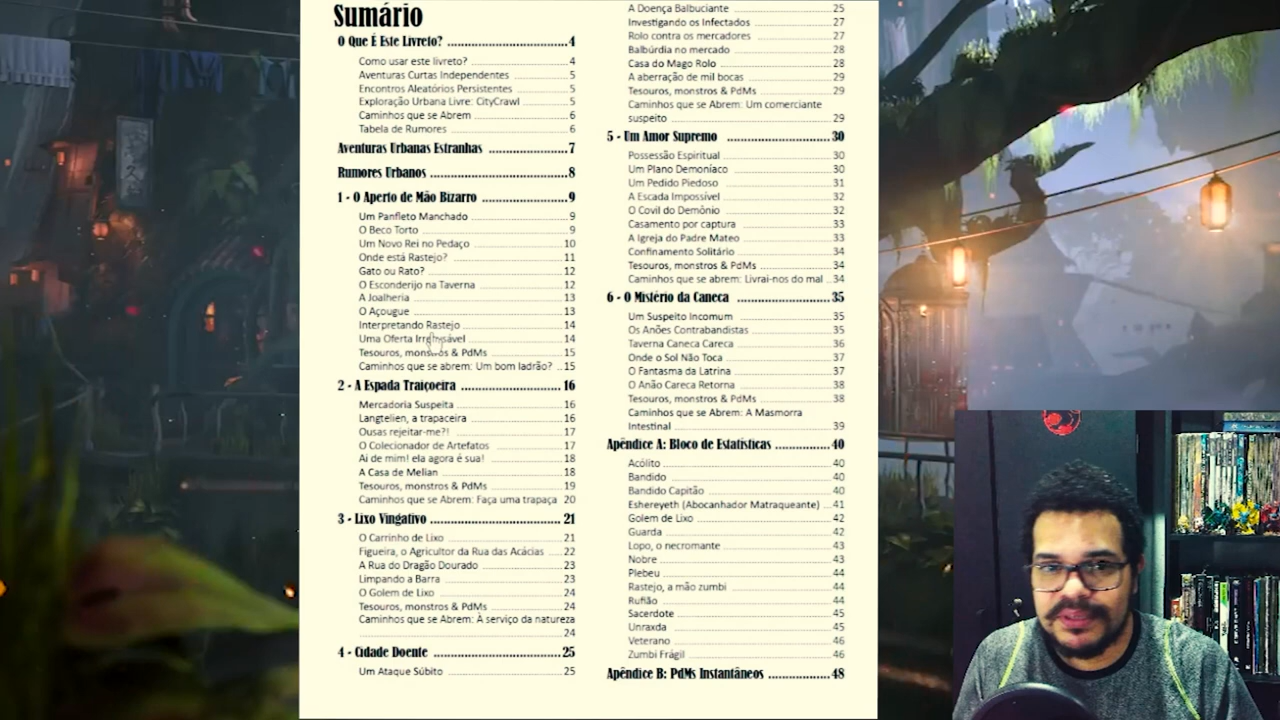 Sumário
O Que É Este Livreto? 4
Como usar este livreto? 4
Aventuras Curtas Independentes 5
Encontros Aleatórios Persistentes 5
Exploração Urbana Livre: CityCrawl 5
Caminhos que se Abrem 6
Tabela de Rumores 6
Aventuras Urbanas Estranhas 7
Rumores Urbanos 8
1 - O Aperto de Mão Bizarro 9
Um Panfleto Manchado 9
O Beco Torto 9
Um Novo Rei no Pedaço 10
Onde está Rastejo? 11
Gato ou Rato? 12
O Esconderijo na Taverna 12
A Joalheria 13
O Açougue 13
Interpretando Rastejo 14
Uma Oferta 14
Tesouros, monstros & PdMs 15
Caminhos que se abrem: Um bom ladrão? 15
2 - A Espada Traiçoeira 16
Mercadoria Suspeita 16
Langtelien, a trapaceira 16
Ousas rejeitar-me?! 17
O Colecionador de Artefatos 17
Ai de mim! ela agora é sua! 18
A Casa de Melian 18
Tesouros, monstros & PdMs 19
Caminhos que se Abrem: Faça uma trapaça 20
3 - Lixo Vingativo 21
O Carrinho de Lixo 21
Figueira, o Agricultor da Rua das Acácias 22
A Rua do Dragão Dourado 23
Limpando a Barra 23
O Golem de Lixo 24
Tesouros, monstros & PdMs 24
Caminhos que se Abrem: A serviço da natureza
24
4 - Cidade Doente 25
Um Ataque Súbito 25
A Doença Balbuciante 25
Investigando os Infectados 27
Rolo contra os mercadores 27
Balbúrdia no mercado 28
Casa do Mago Rolo 28
A aberração de mil bocas 29
Tesouros, monstros & PdMs 29
Caminhos que se Abrem: Um comerciante
suspeito 29
5 - Um Amor Supremo 30
Possessão Espiritual 30
Um Plano Demoníaco 30
Um Pedido Piedoso 31
A Escada Impossível 32
O Covil do Demônio 32
Casamento por captura 33
A Igreja do Padre Mateo 33
Confinamento Solitário 34
Tesouros, monstros & PdMs 34
Caminhos que se abrem: Livrai-nos do mal 34
6 - O Mistério da Caneca 35
Um Suspeito Incomum 35
Os Anões Contrabandistas 35
Taverna Caneca Careca 36
Onde o Sol Não Toca 37
O Fantasma da Latrina 37
O Anão Careca Retorna 38
Tesouros, monstros & PdMs 38
Caminhos que se Abrem: A Masmorra
Intestinal 39
Apêndice A: Bloco de Estatísticas 40
Acólito 40
Bandido 40
Bandido Capitão 40
Eshereyeth (Abocanhador Matraqueante) 41
Golem de Lixo 42
Guarda 42
Lopo, o necromante 43
Nobre 43
Plebeu 44
Rastejo, a mão zumbi 44
Rufião 44
Sacerdote 45
Unraxda 45
Veterano 46
Zumbi Frágil 46
Apêndice B: PdMs Instantâneos 48